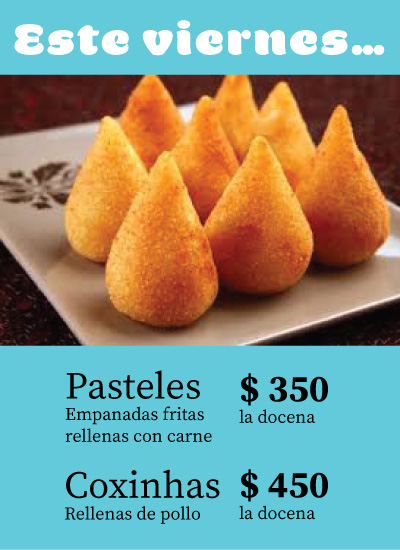 Este viernes...
Pasteles $ 350
Empanadas fritas la docena
rellenas con carne
Coxinhas $ 450
Rellenas de pollo la docena